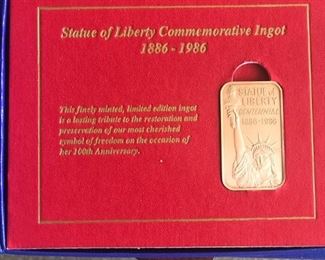 Statue of Liberty Commemorative Ingot
1886 - 1986
This finely minted, limited edition ingot
is a lasting tribute to the restoration and
preservation of our most cherished
symbol of freedom on the occasion of
her 100th Anniversary.
STATUE of
LIBERTY
CENTENNIAL
1886-1986